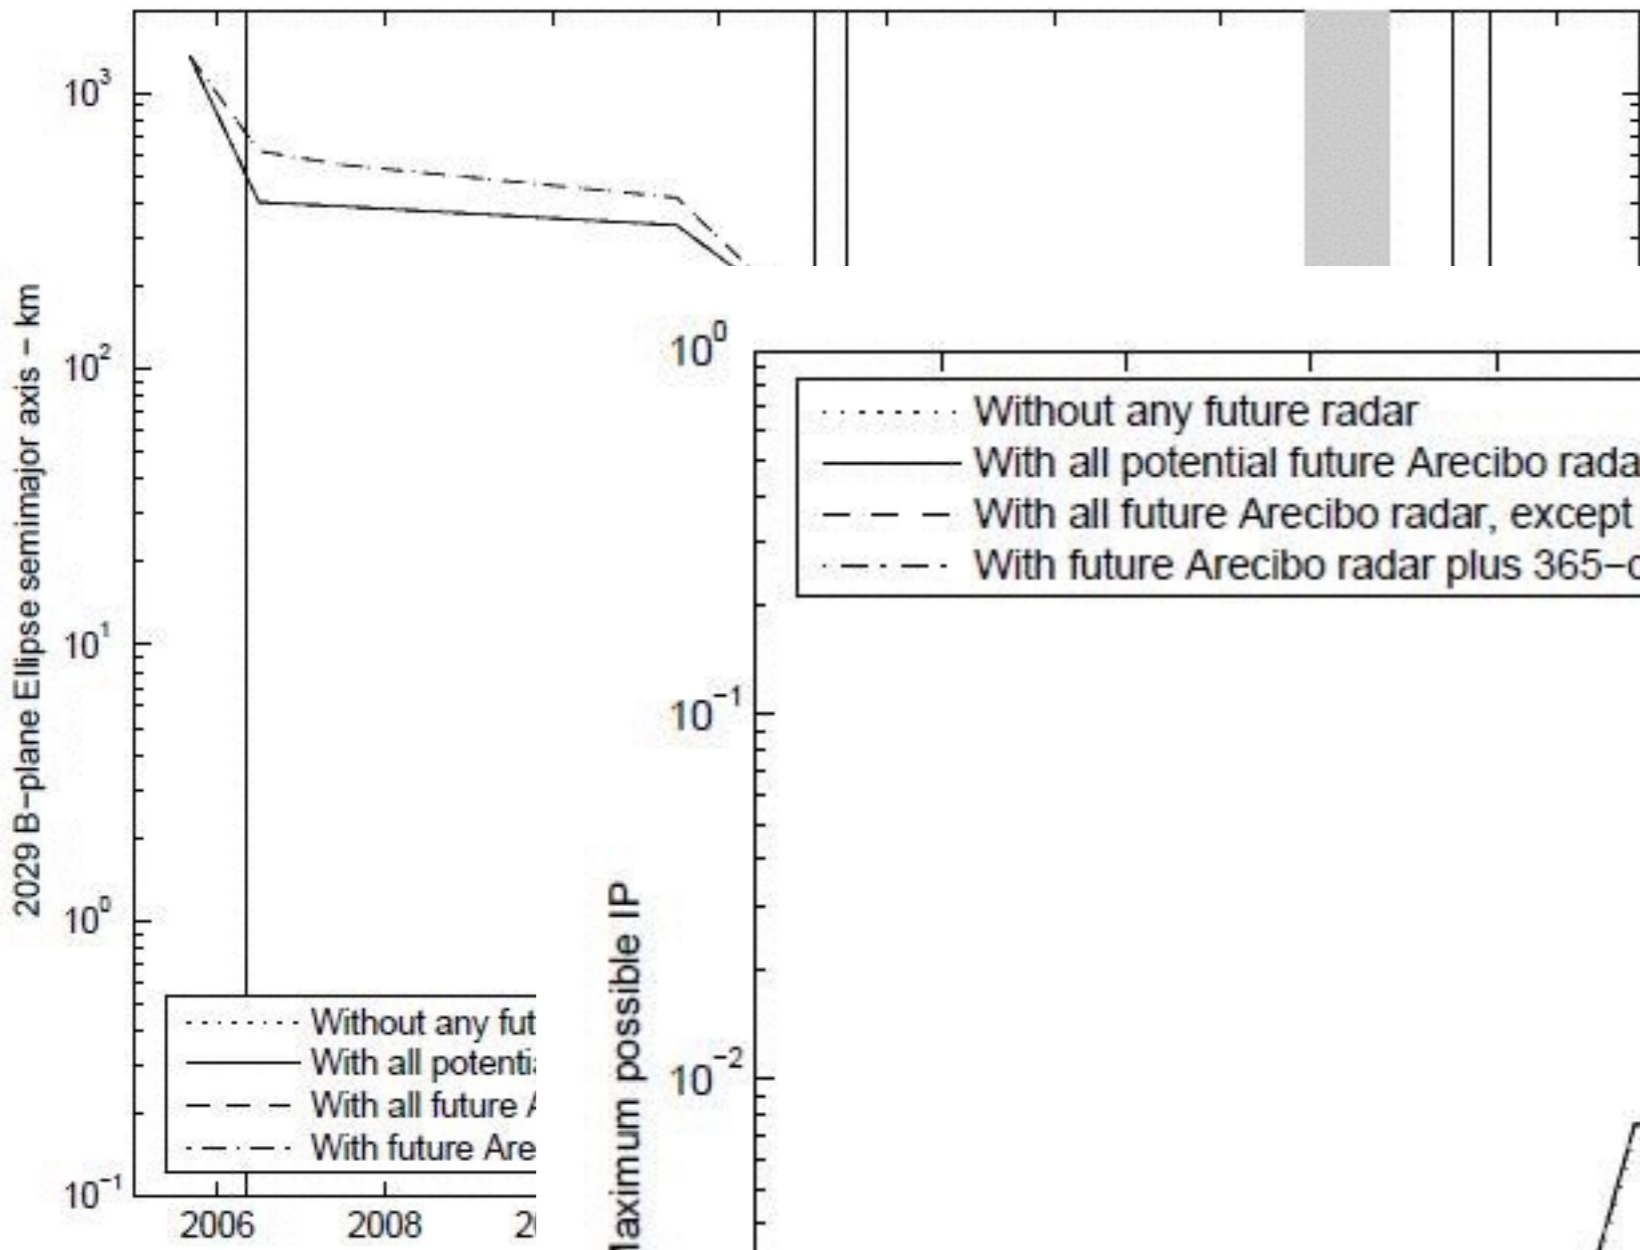 10³
10²
10¹
10⁰
10⁻¹
2029 B−plane Ellipse semimajor axis − km
Without any fut
With all potenti
With all future A
With future Are
2006 2008 20
10⁰
10⁻¹
10⁻²
Maximum possible IP
Without any future radar
With all potential future Arecibo rada
With all future Arecibo radar, except
With future Arecibo radar plus 365−